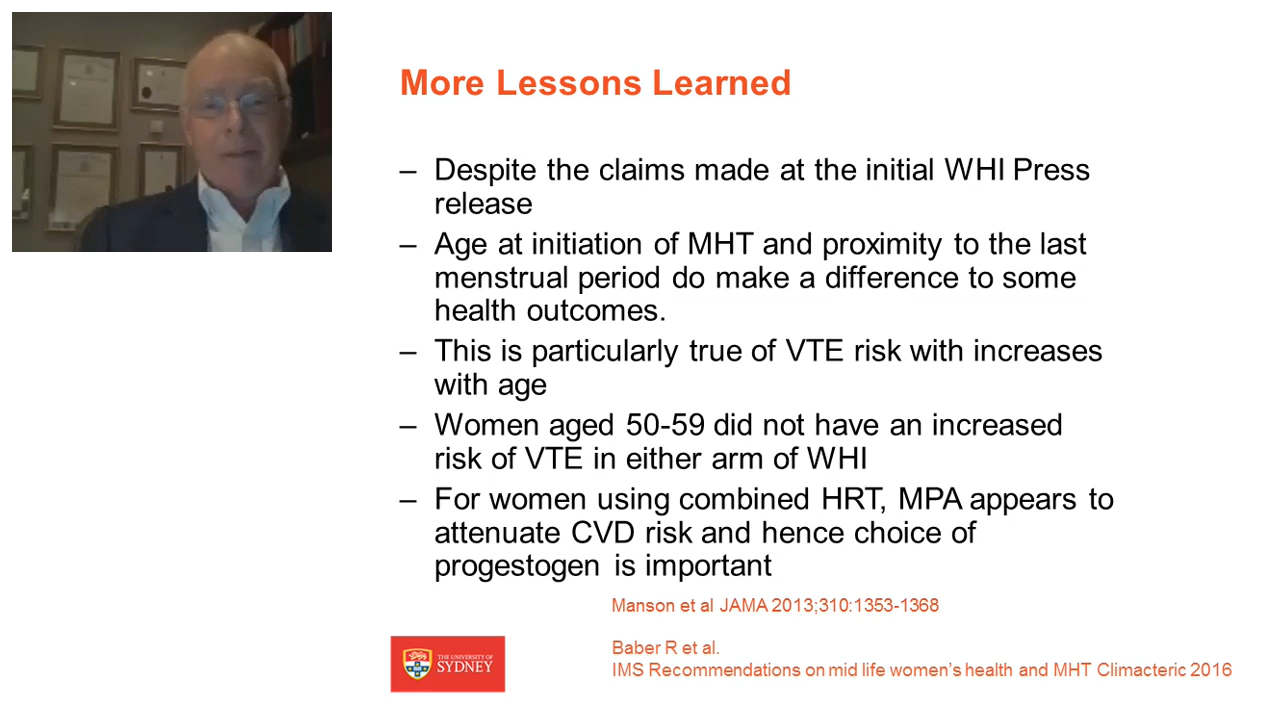 More Lessons Learned
– Despite the claims made at the initial WHI Press
release
– Age at initiation of MHT and proximity to the last
menstrual period do make a difference to some
health outcomes.
– This is particularly true of VTE risk with increases
with age
– Women aged 50-59 did not have an increased
risk of VTE in either arm of WHI
– For women using combined HRT, MPA appears to
attenuate CVD risk and hence choice of
progestogen is important
Manson et al JAMA 2013;310:1353-1368
Baber R et al.
IMS Recommendations on mid life women's health and MHT Climacteric 2016
THE UNIVERSITY OF
SYDNEY